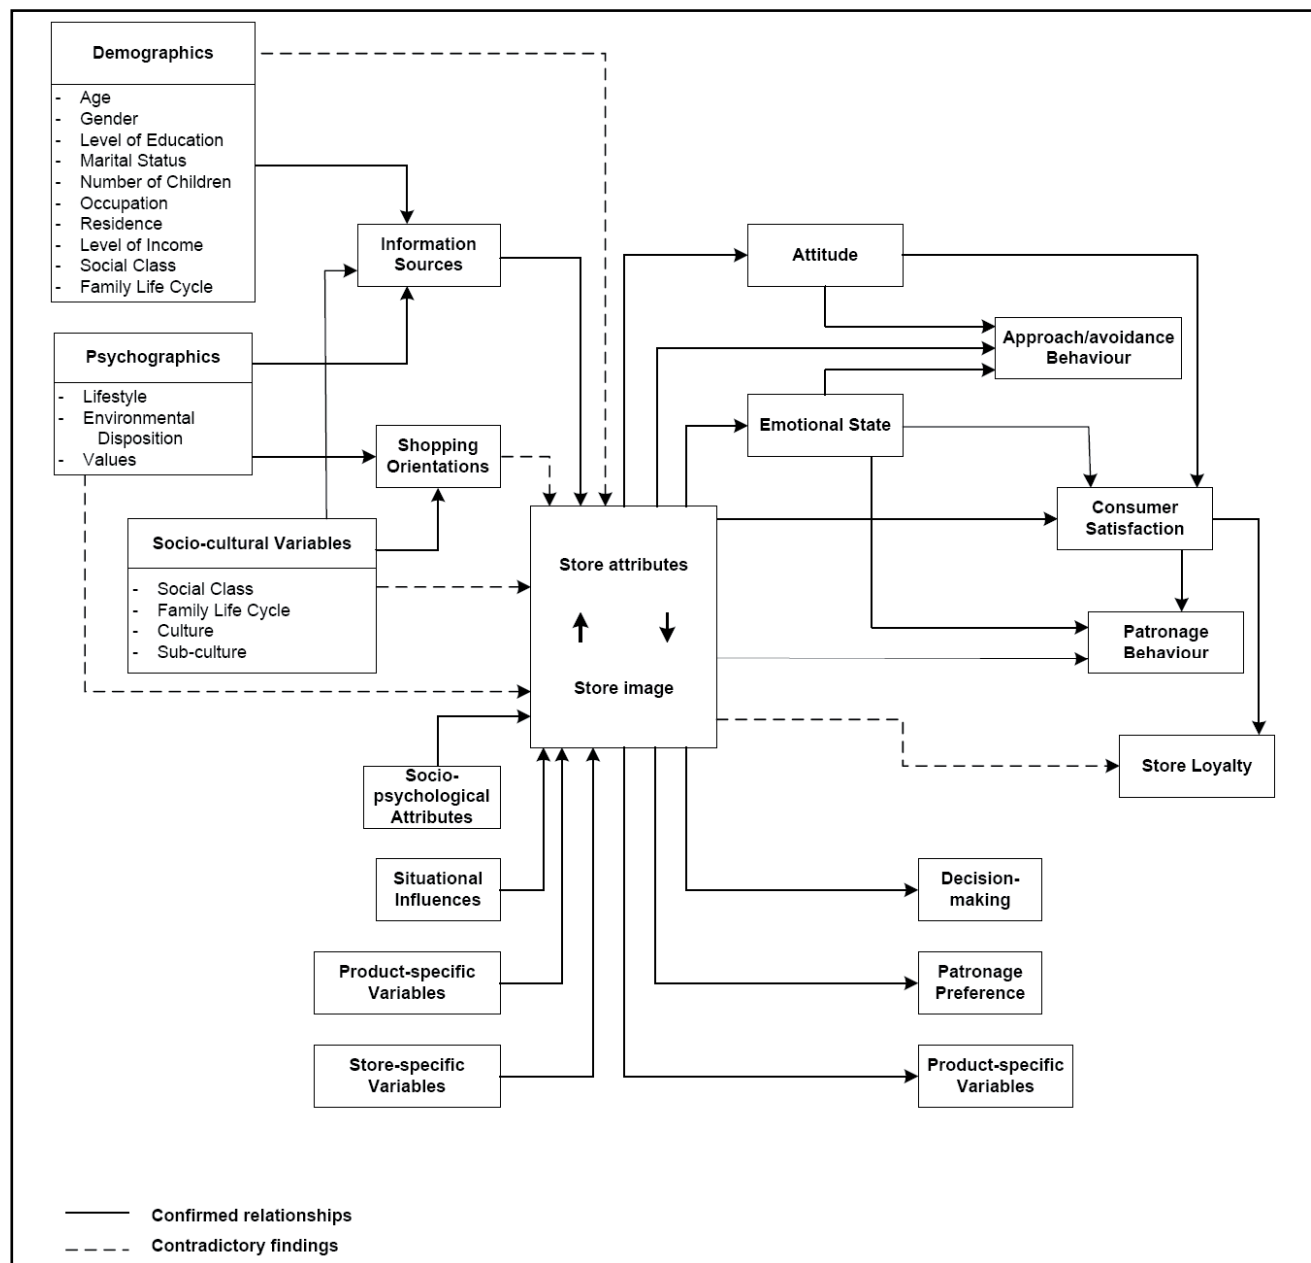 Demographics
- Age
- Gender
- Level of Education
- Marital Status
- Number of Children
- Occupation
- Residence
- Level of Income
- Social Class
- Family Life Cycle
Information
Sources
Psychographics
- Lifestyle
- Environmental
Disposition
- Values
Shopping
Orientations
Socio-cultural Variables
- Social Class
- Family Life Cycle
- Culture
- Sub-culture
Store attributes
Store image
Socio-
psychological
Attributes
Situational
Influences
Product-specific
Variables
Store-specific
Variables
Attitude
Approach/avoidance
Behaviour
Emotional State
Consumer
Satisfaction
Patronage
Behaviour
Store Loyalty
Decision-
making
Patronage
Preference
Product-specific
Variables
Confirmed relationships
Contradictory findings